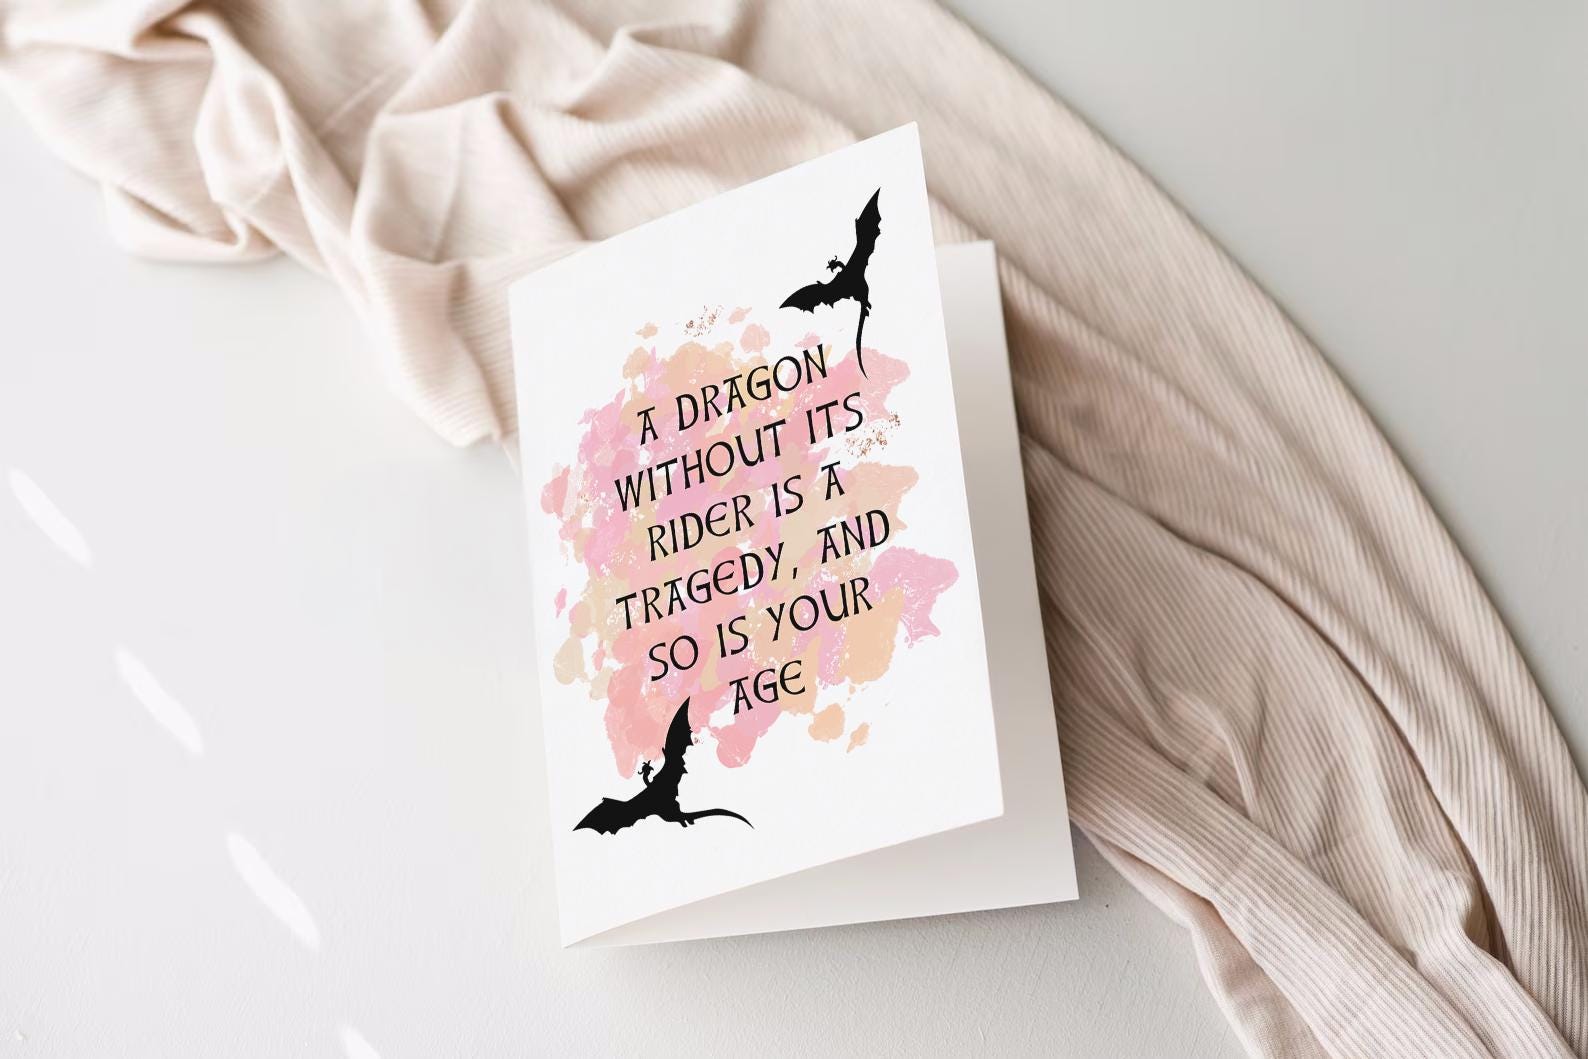 A DRAGON
WITHOUT ITS
RIDER IS A
TRAGEDY, AND
SO IS YOUR
AGE